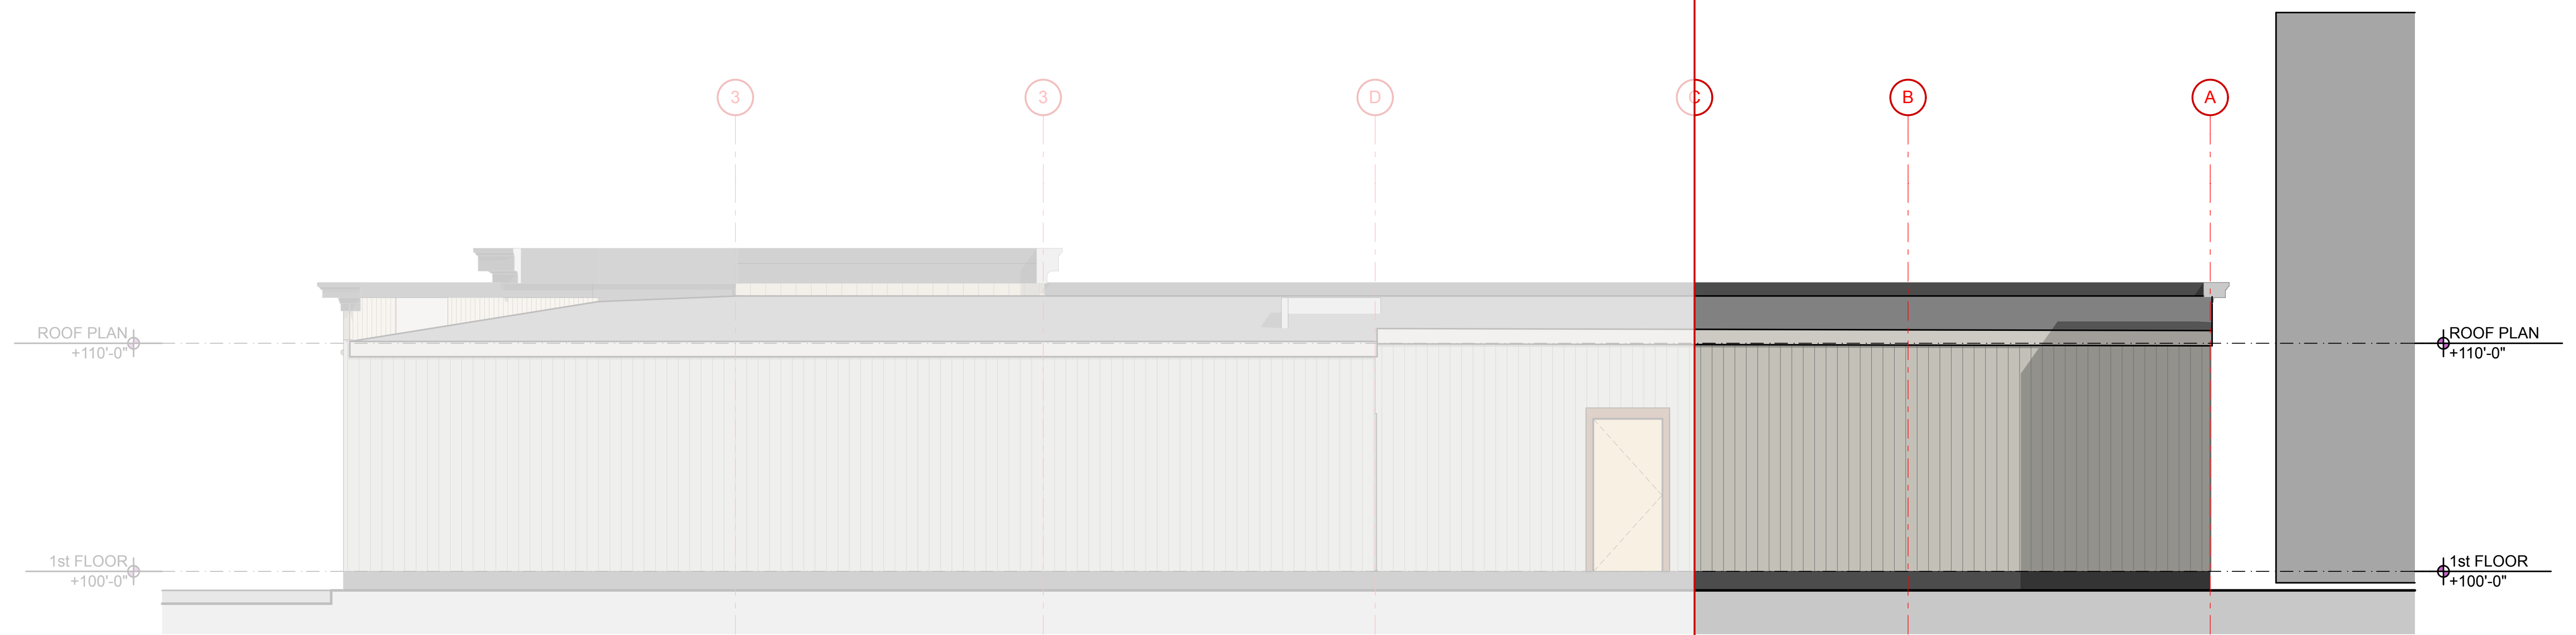 3
3
D
C
B
A
ROOF PLAN
+110'-0"
ROOF PLAN
+110'-0"
1st FLOOR
+100'-0"
1st FLOOR
+100'-0"